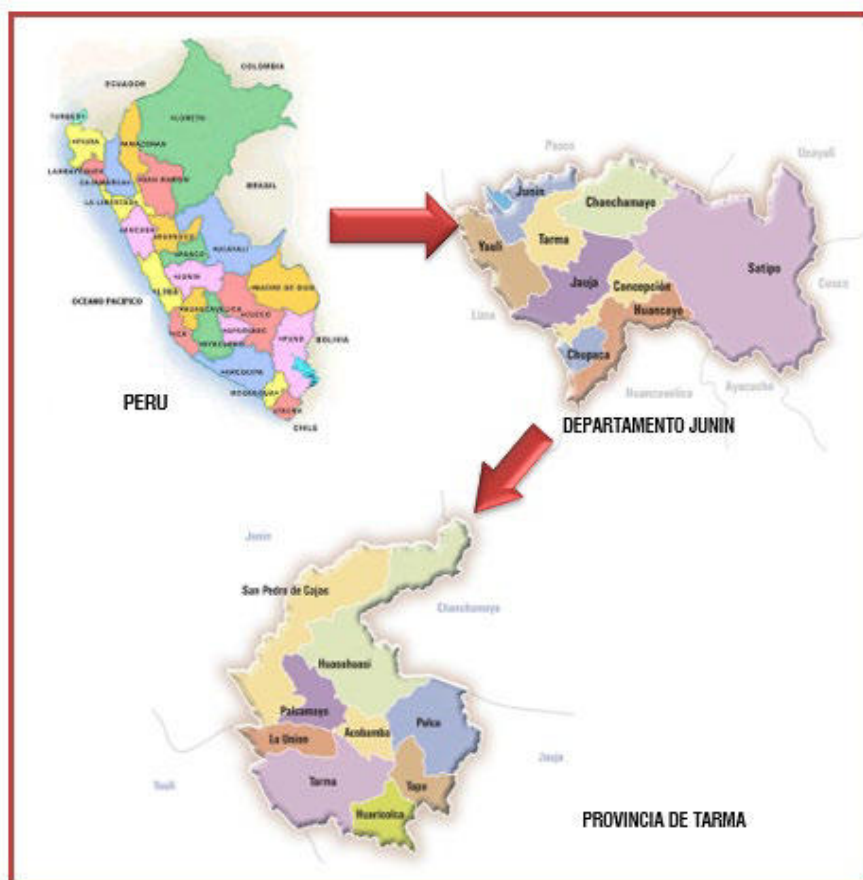 COLOMBIA
ECUADOR
TUMBES
LORETO
PIURA
AMAZONAS
LAMBAYEQUE
CAJAMARCA
SAN MARTIN
BRASIL
LA LIBERTAD
ANCASH
HUANUCO
UCAYALI
PASCO
JUNIN
LIMA
MADRE DE DIOS
OCEANO PACIFICO
HUANCAVELICA
CUSCO
ICA
APURIMAC
AYACUCHO
PUNO
BOLIVIA
AREQUIPA
MOQUEGUA
TACNA
CHILE
PERU
Pasco
Ucayali
Junin
Chanchamayo
Yauli
Tarma
Satipo
Jauja
Concepción
Cuzco
Lima
Huancayo
Chupaca
Huancavelica
Ayacucho
DEPARTAMENTO JUNIN
Junin
San Pedro de Cajas
Chanchamayo
Huasahuasi
Palcamayo
Palca
Acobamba
La Union
Jauja
Yauli
Tarma
Tapo
Huaricolca
PROVINCIA DE TARMA